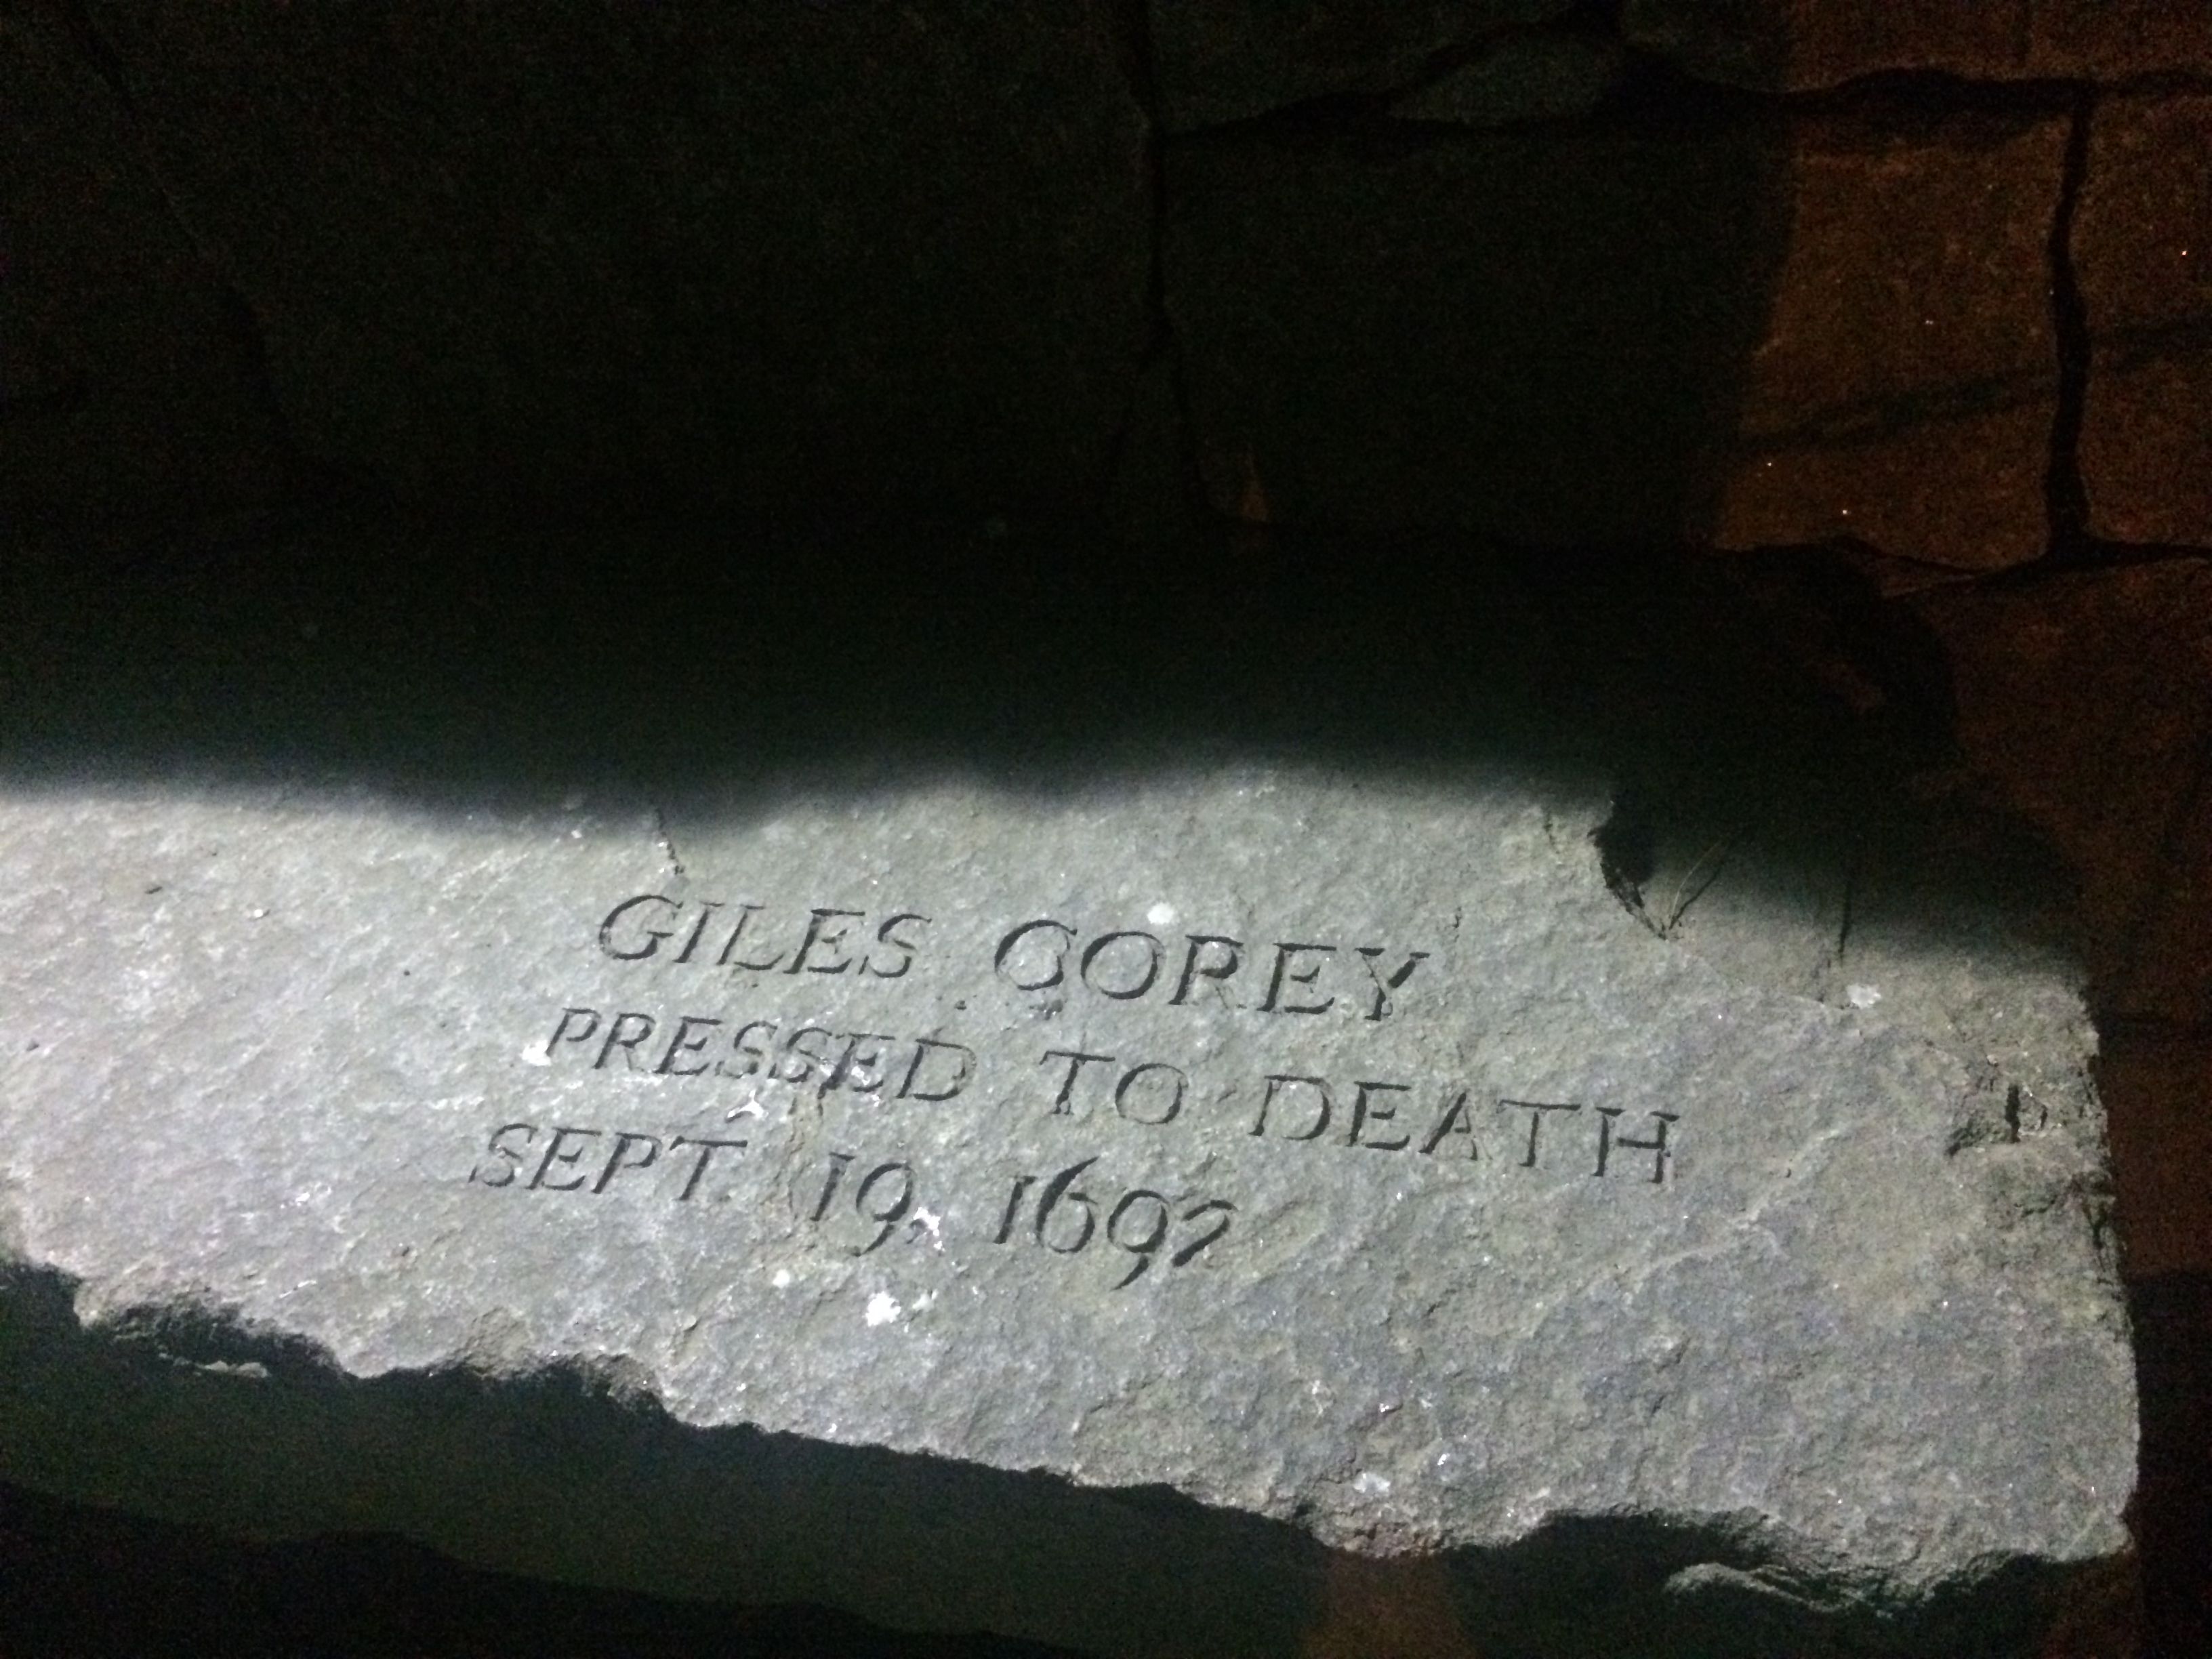 GILES COREY
PRESSED TO DEATH
SEPT. 19, 1692